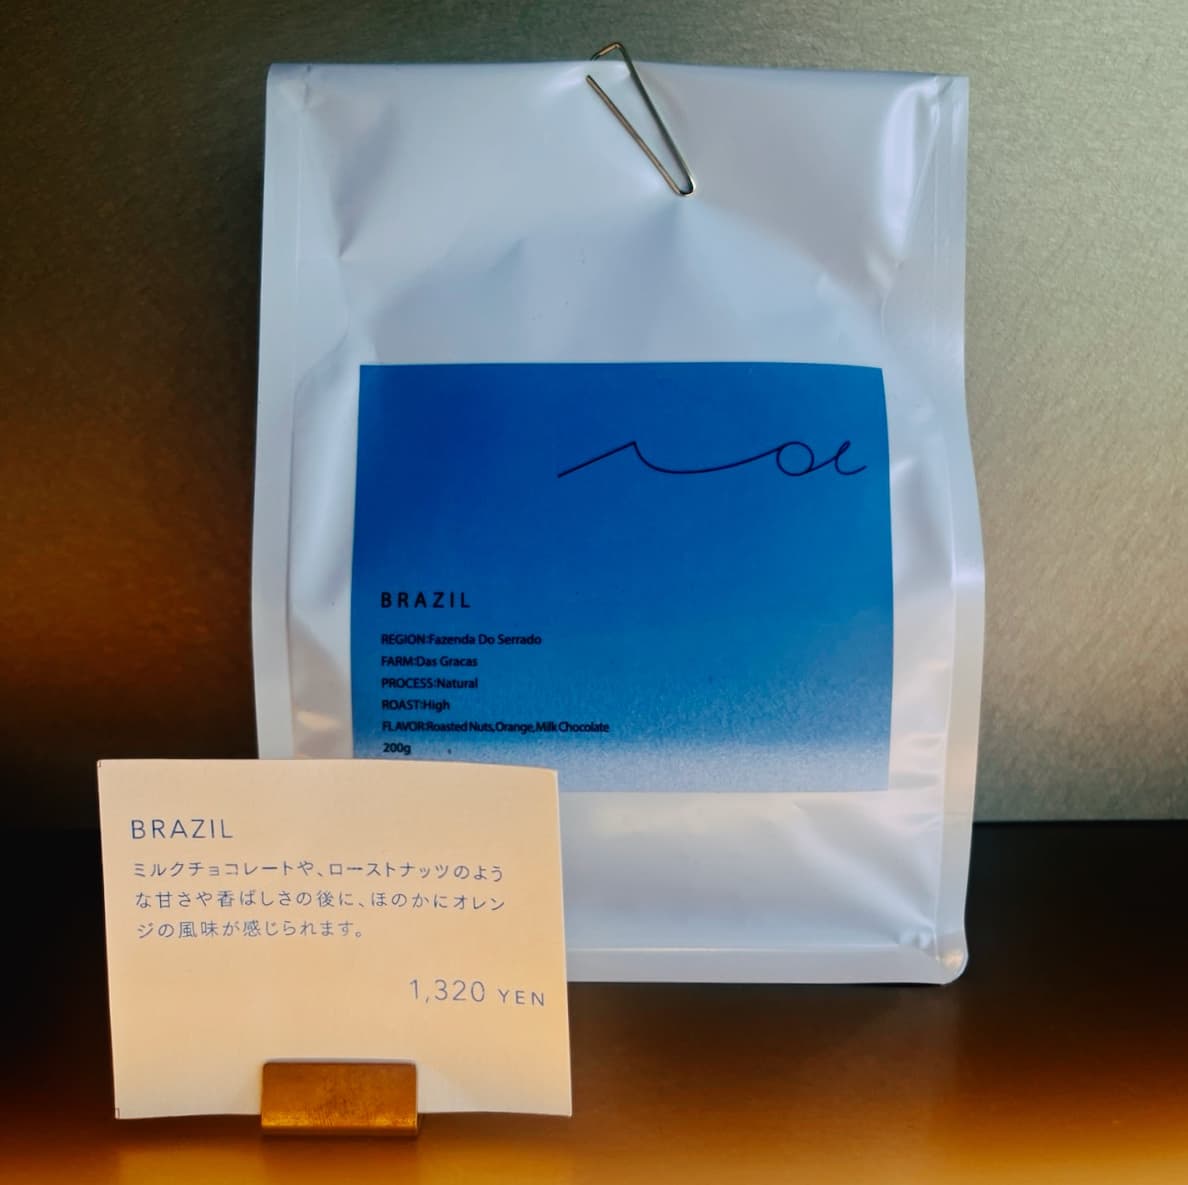 BRAZIL
REGION:Fazenda Do Serrado
FARM:Das Gracas
PROCESS:Natural
ROAST:High
FLAVOR:Roasted Nuts,Orange,Milk Chocolate
200g
BRAZIL
ミルクチョコレートや、ローストナッツのよう
な甘さや香ばしさの後に、ほのかにオレン
ジの風味が感じられます。
1,320 YEN